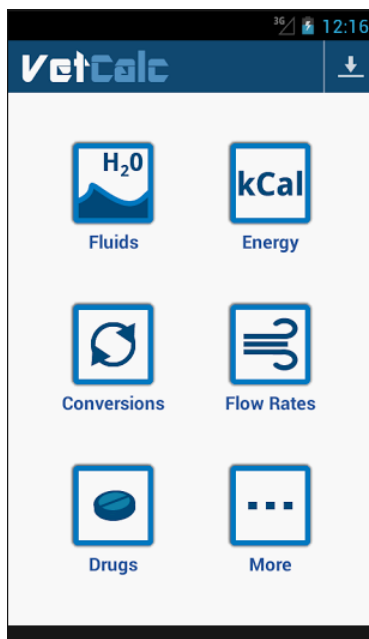 3G 12:16
VetCalc
H₂0 kCal
Fluids Energy
Conversions Flow Rates
Drugs More